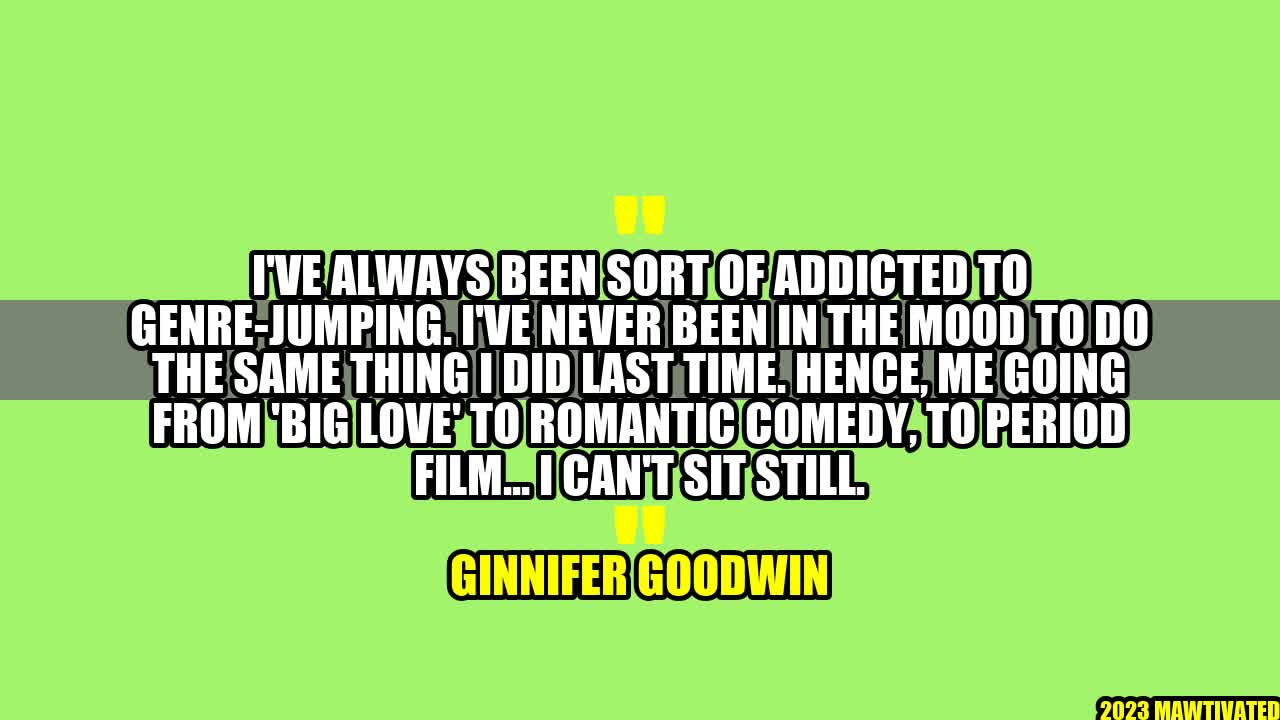 "
I'VE ALWAYS BEEN SORT OF ADDICTED TO
GENRE-JUMPING. I'VE NEVER BEEN IN THE MOOD TO DO
THE SAME THING I DID LAST TIME. HENCE, ME GOING
FROM 'BIG LOVE' TO ROMANTIC COMEDY, TO PERIOD
FILM... I CAN'T SIT STILL.
"
GINNIFER GOODWIN
2023 MAWTIVATED